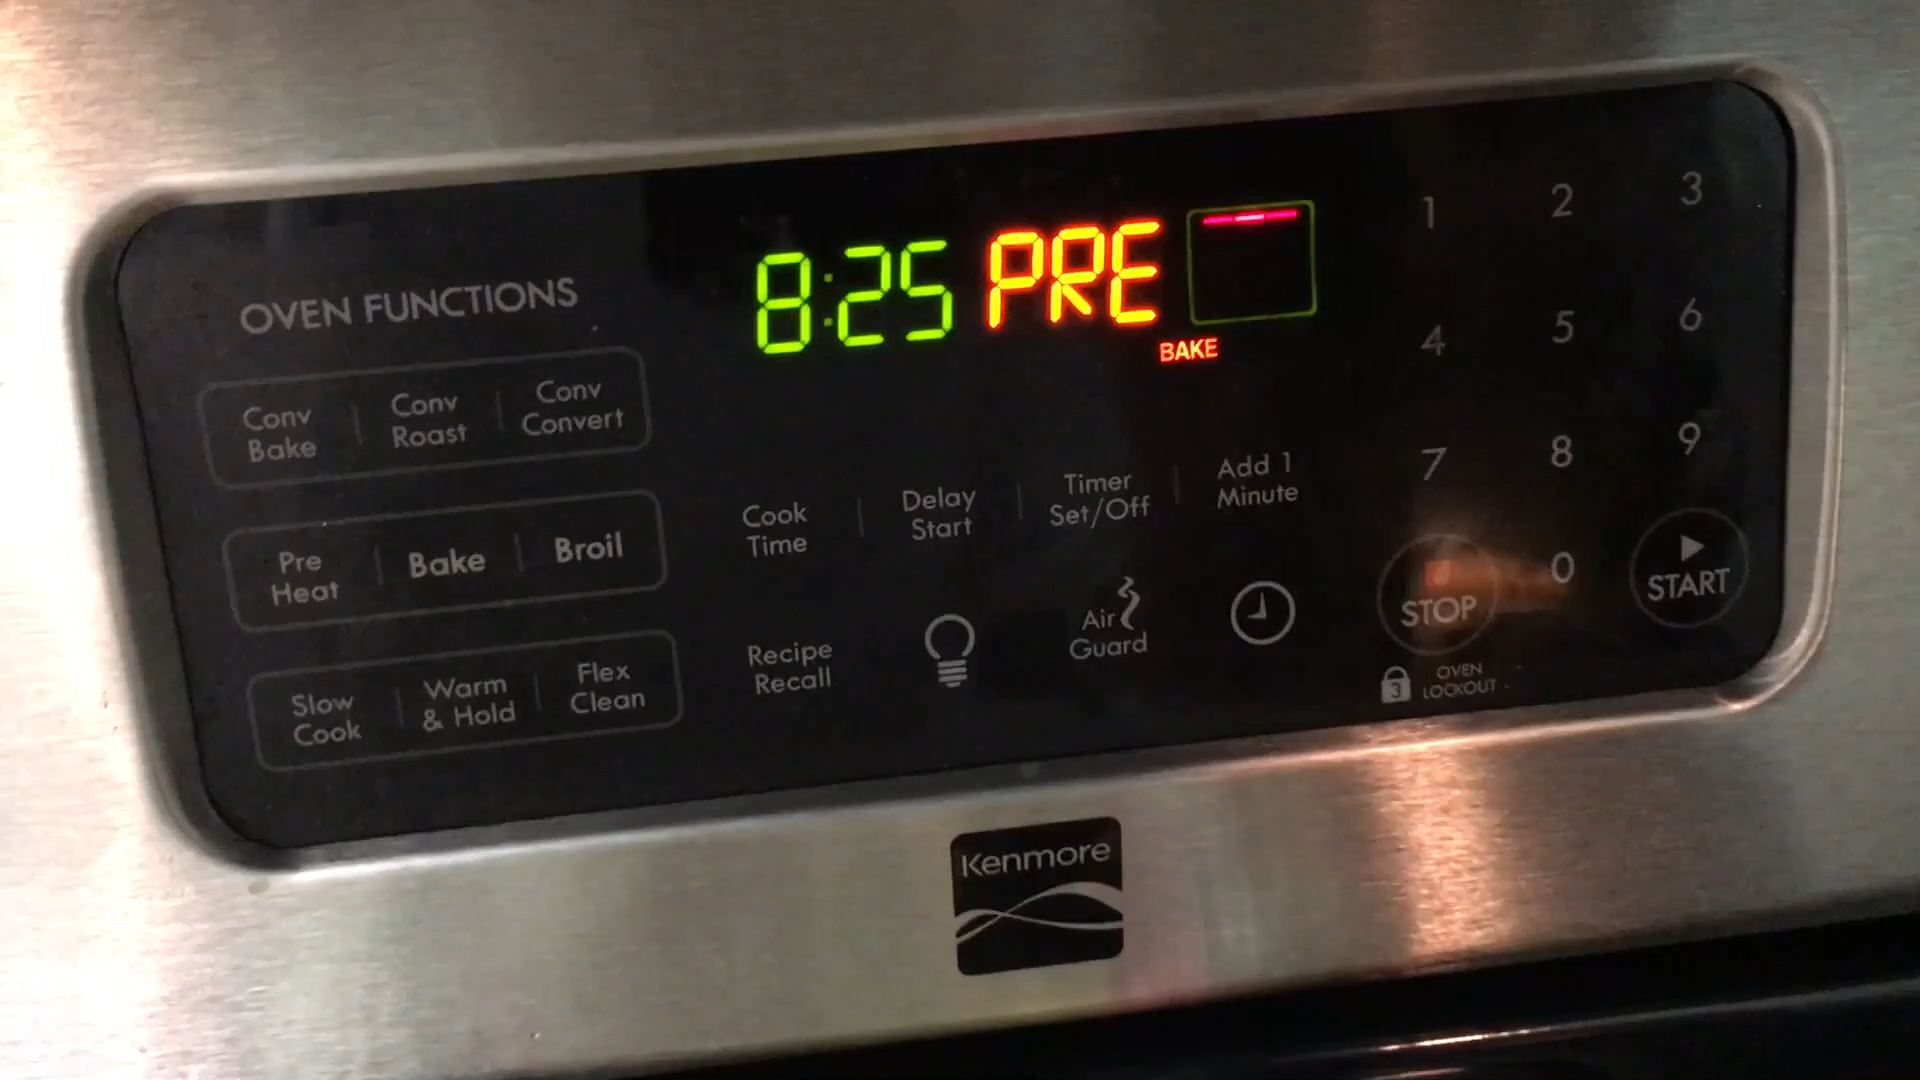 8:25 PRE
BAKE
OVEN FUNCTIONS
Conv Bake
Conv Roast
Conv Convert
Pre Heat
Bake
Broil
Slow Cook
Warm & Hold
Flex Clean
Cook Time
Delay Start
Timer Set/Off
Add 1 Minute
Recipe Recall
Air Guard
1 2 3
4 5 6
7 8 9
0
STOP
START
3 OVEN LOCKOUT
Kenmore